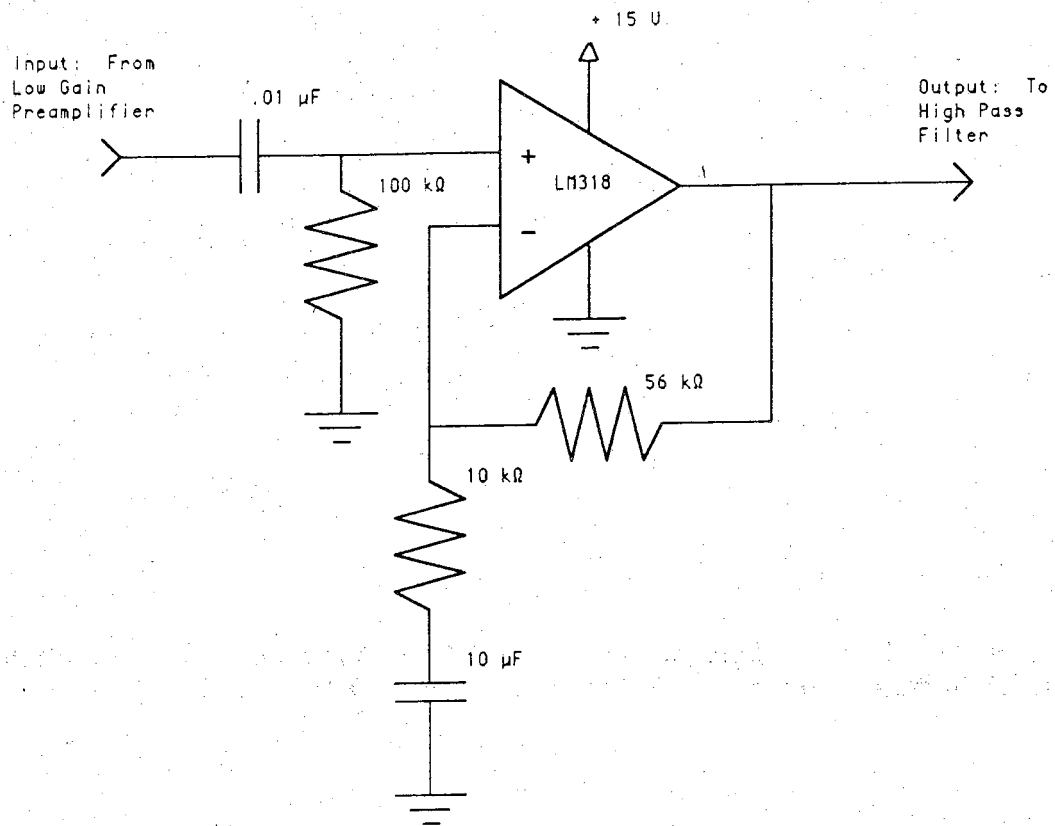 + 15 V
Input: From
Low Gain
Preamplifier
.01 µF
Output: To
High Pass
Filter
+
LM318
100 kΩ
−
56 kΩ
10 kΩ
10 µF